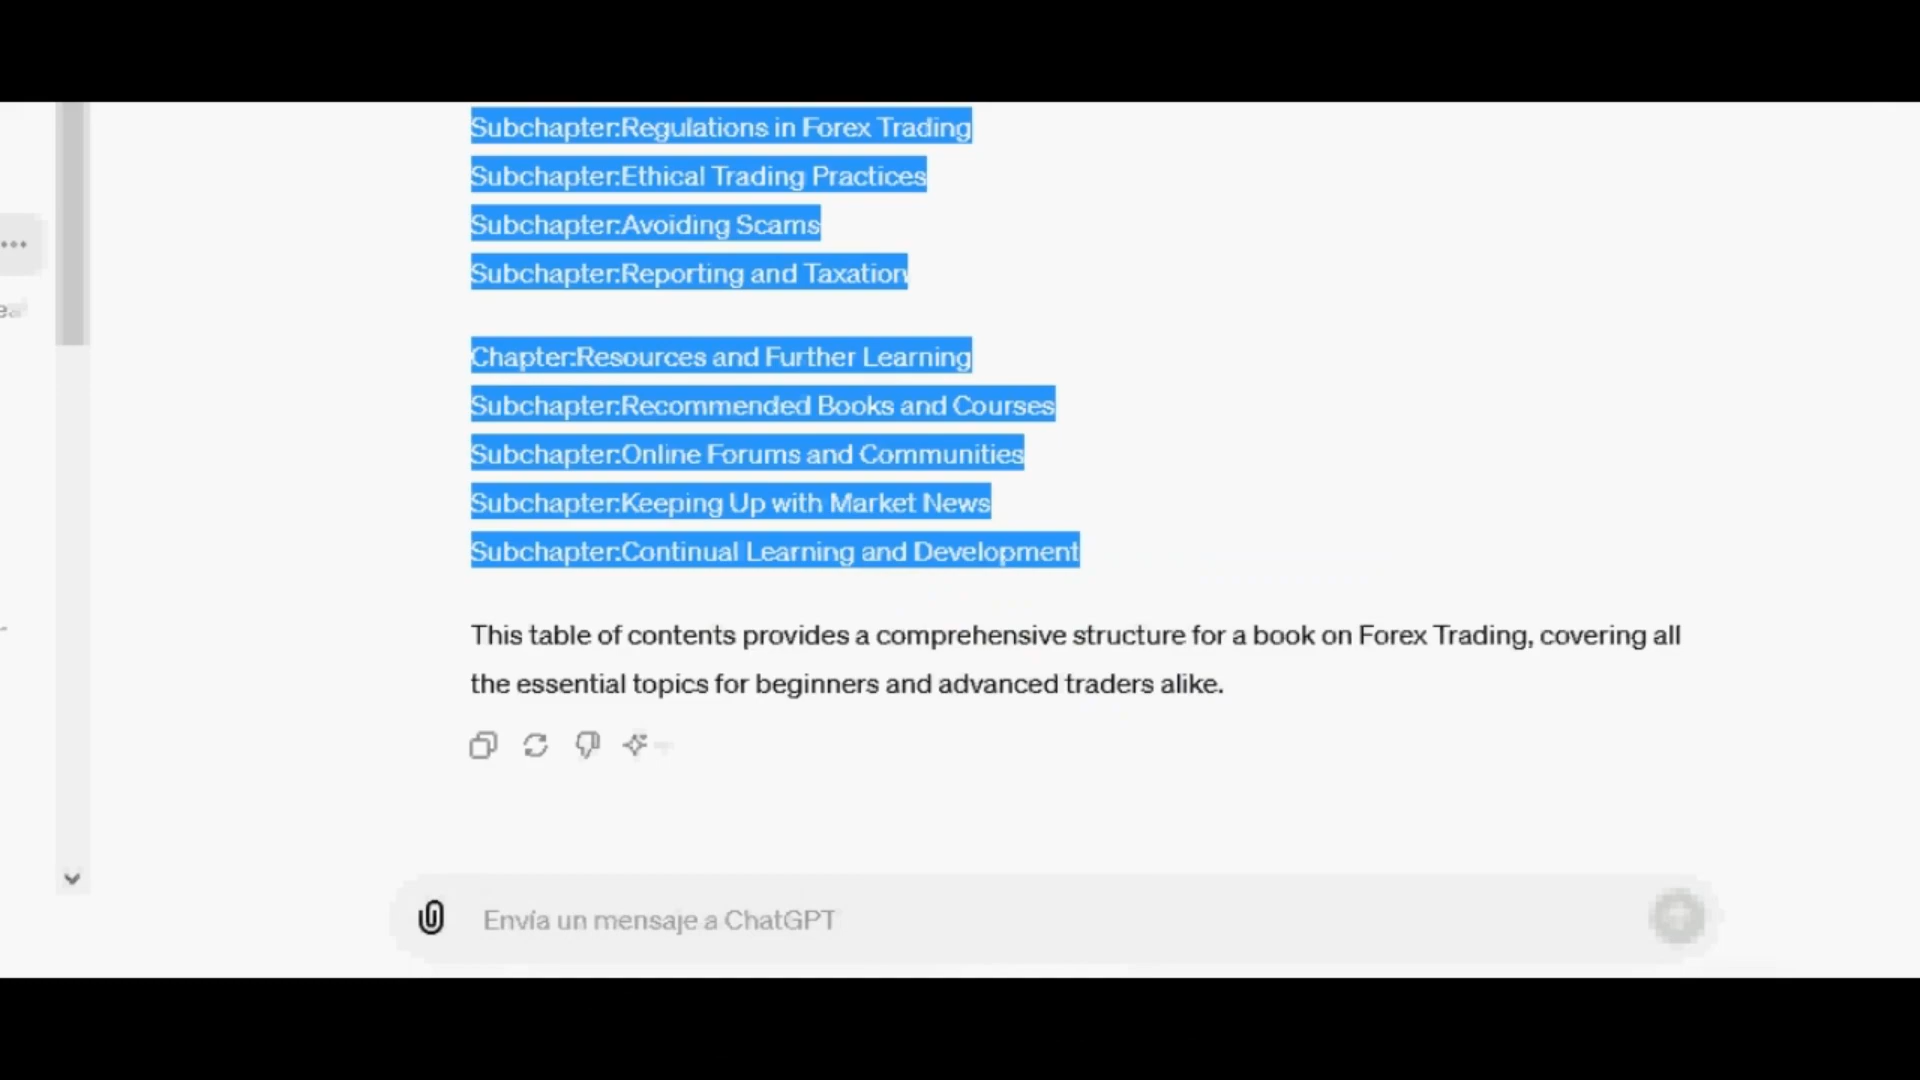 Subchapter:Regulations in Forex Trading
Subchapter:Ethical Trading Practices
Subchapter:Avoiding Scams
Subchapter:Reporting and Taxation
Chapter:Resources and Further Learning
Subchapter:Recommended Books and Courses
Subchapter:Online Forums and Communities
Subchapter:Keeping Up with Market News
Subchapter:Continual Learning and Development
This table of contents provides a comprehensive structure for a book on Forex Trading, covering all
the essential topics for beginners and advanced traders alike.
Envía un mensaje a ChatGPT